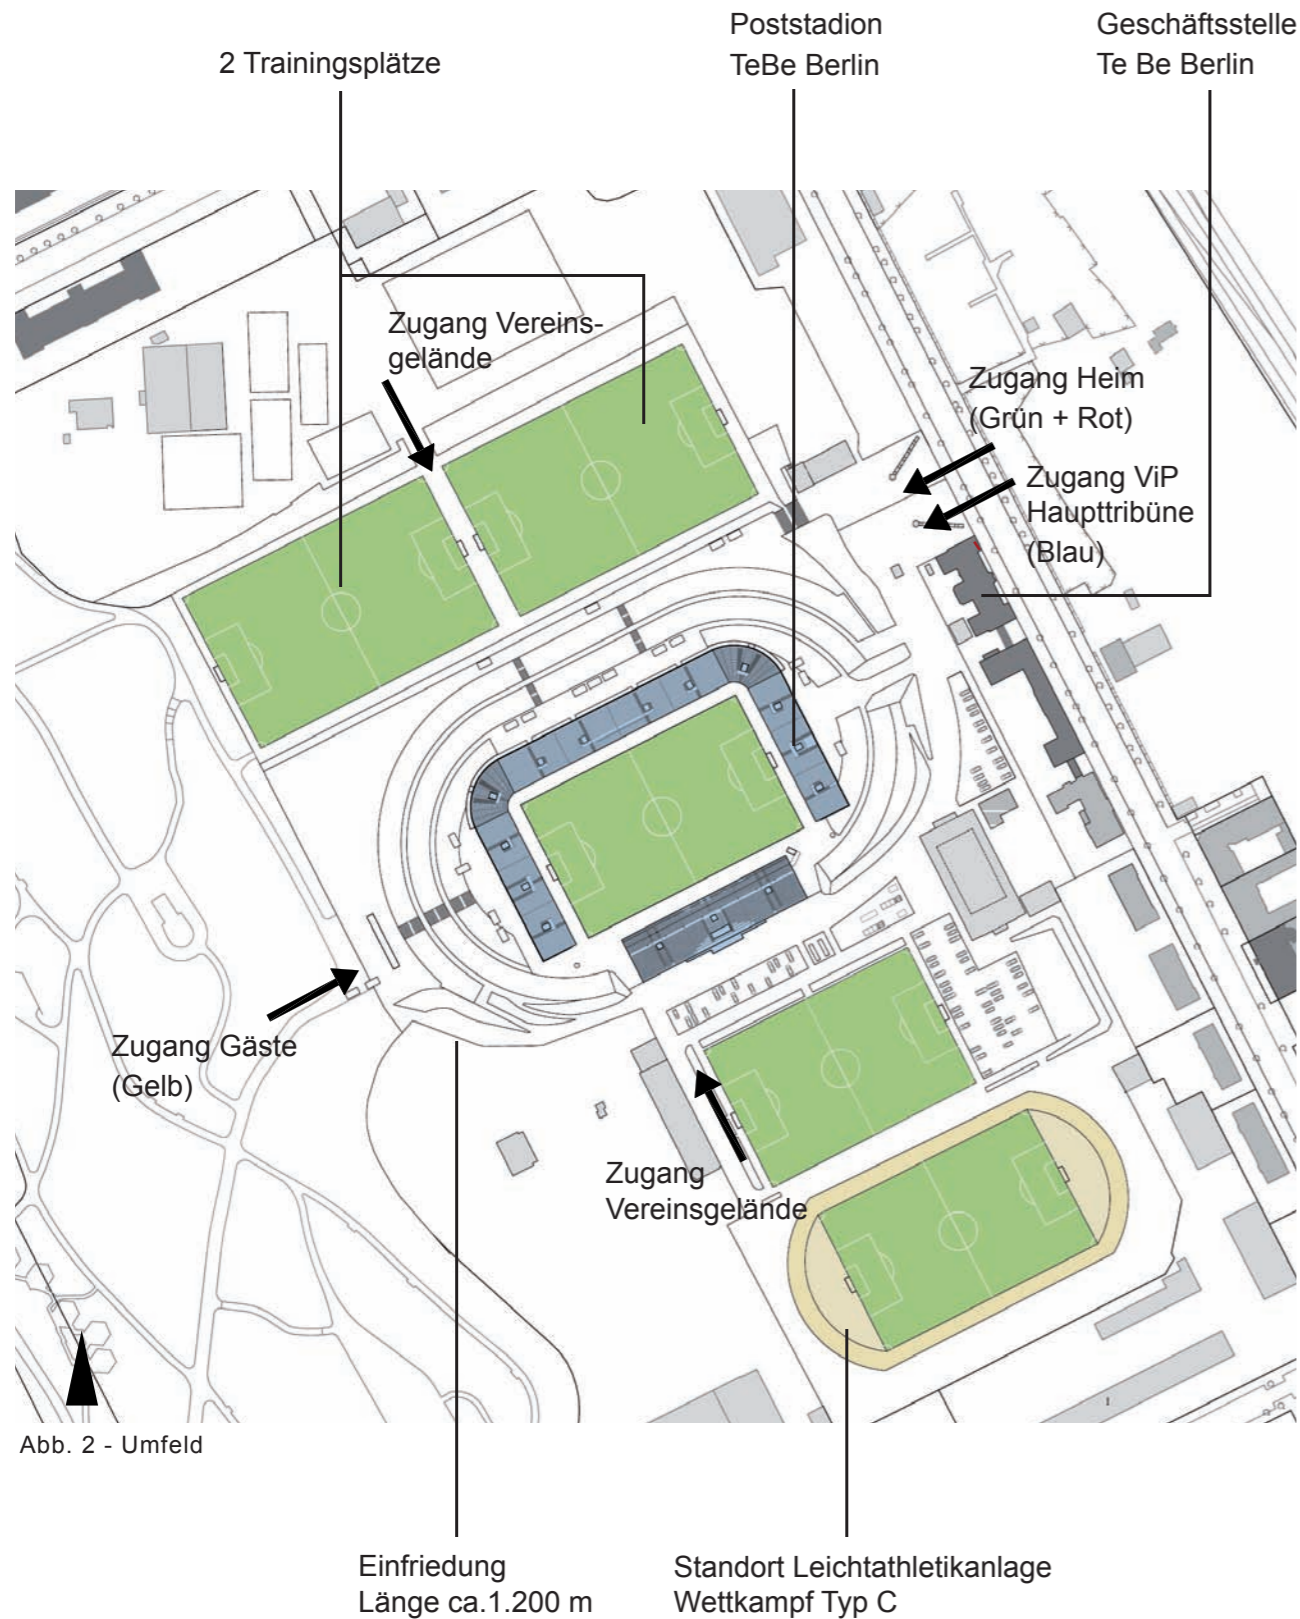 2 Trainingsplätze
Poststadion
TeBe Berlin
Geschäftsstelle
Te Be Berlin
Zugang Vereins-
gelände
Zugang Heim
(Grün + Rot)
Zugang ViP
Haupttribüne
(Blau)
Zugang Gäste
(Gelb)
Zugang
Vereinsgelände
Abb. 2 - Umfeld
Einfriedung
Länge ca.1.200 m
Standort Leichtathletikanlage
Wettkampf Typ C